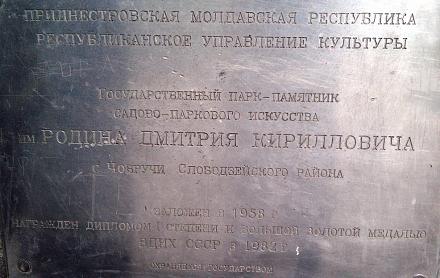 ПРИДНЕСТРОВСКАЯ МОЛДАВСКАЯ РЕСПУБЛИКА
РЕСПУБЛИКАНСКОЕ УПРАВЛЕНИЕ КУЛЬТУРЫ
ГОСУДАРСТВЕННЫЙ ПАРК-ПАМЯТНИК
САДОВО-ПАРКОВОГО ИСКУССТВА
ИМ РОДИНА ДМИТРИЯ КИРИЛЛОВИЧА
С ЧОБРУЧИ СЛОБОДЗЕЙСКОГО РАЙОНА
ЗАЛОЖЕН В 1958 Г
НАГРАЖДЕН ДИПЛОМОМ I СТЕПЕНИ И БОЛЬШОЙ ЗОЛОТОЙ МЕДАЛЬЮ
ВДНХ СССР В 1982 Г
ОХРАНЯЕТСЯ ГОСУДАРСТВОМ